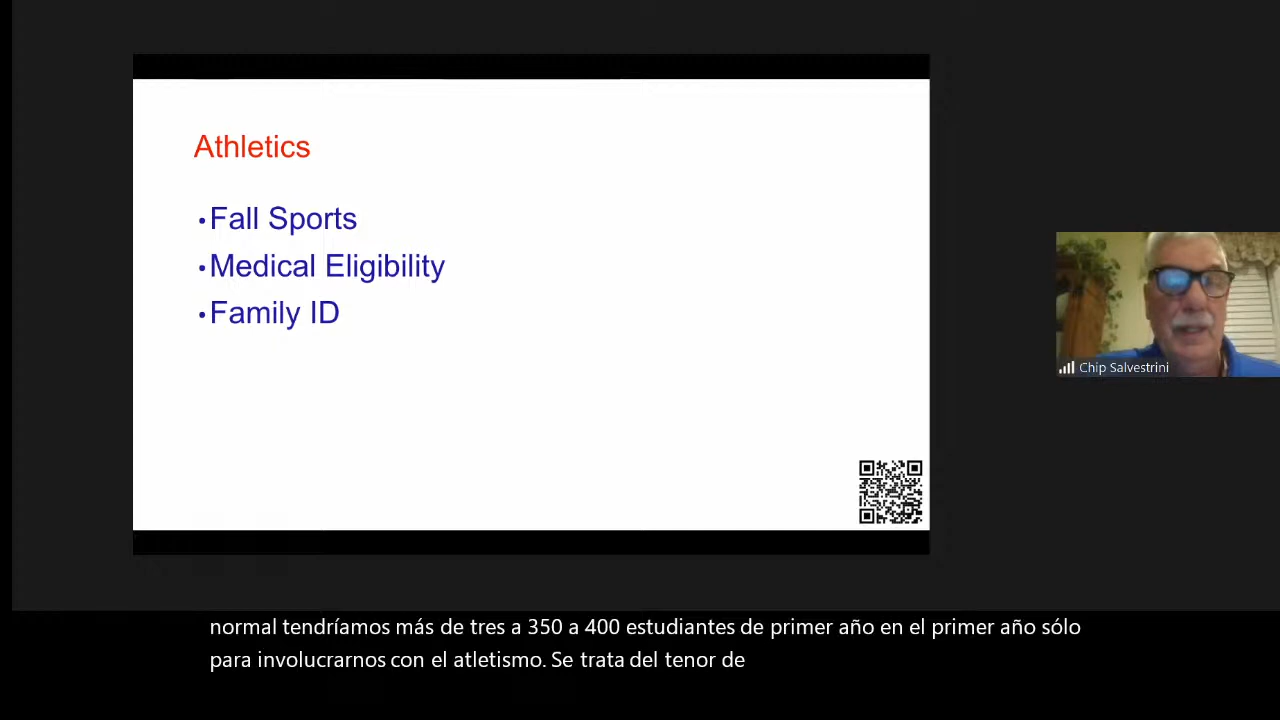 Athletics
• Fall Sports
• Medical Eligibility
• Family ID
Chip Salvestrini
normal tendríamos más de tres a 350 a 400 estudiantes de primer año en el primer año sólo
para involucrarnos con el atletismo. Se trata del tenor de